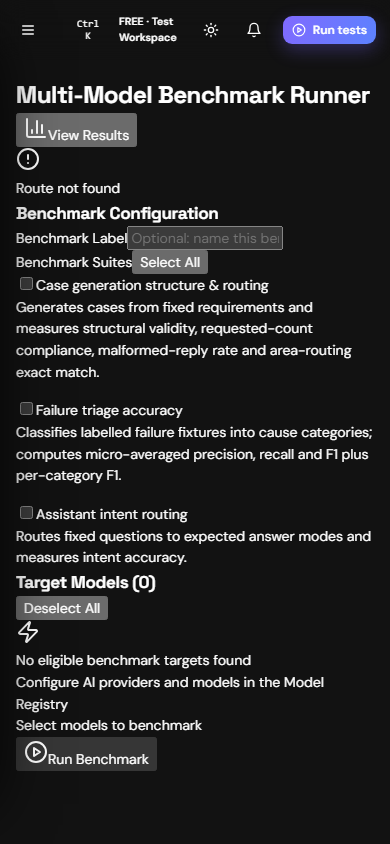 Ctrl
K
FREE · Test
Workspace
Run tests
Multi-Model Benchmark Runner
View Results
Route not found
Benchmark Configuration
Benchmark Label
Optional: name this be
Benchmark Suites
Select All
Case generation structure & routing
Generates cases from fixed requirements and
measures structural validity, requested-count
compliance, malformed-reply rate and area-routing
exact match.
Failure triage accuracy
Classifies labelled failure fixtures into cause categories;
computes micro-averaged precision, recall and F1 plus
per-category F1.
Assistant intent routing
Routes fixed questions to expected answer modes and
measures intent accuracy.
Target Models (0)
Deselect All
No eligible benchmark targets found
Configure AI providers and models in the Model
Registry
Select models to benchmark
Run Benchmark